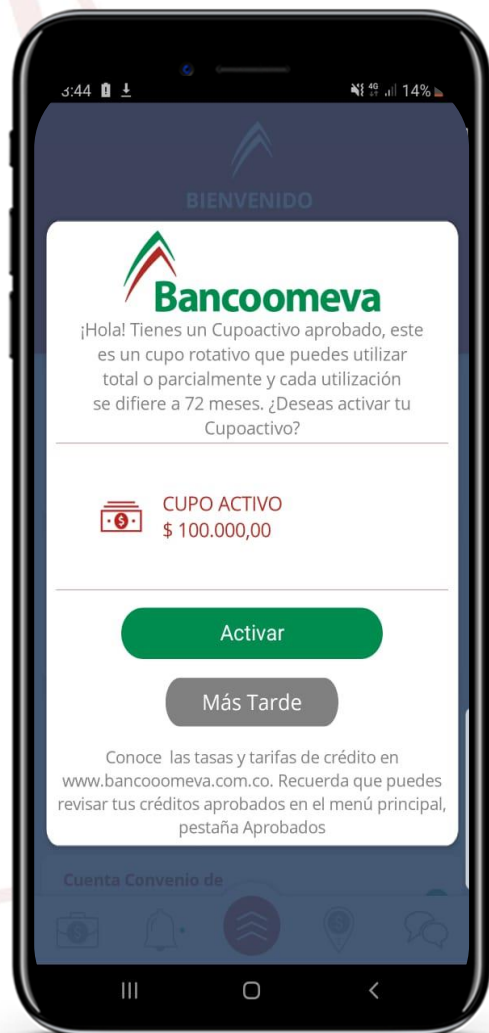 3:44
4G
14%
BIENVENIDO
Bancoomeva
¡Hola! Tienes un Cupoactivo aprobado, este
es un cupo rotativo que puedes utilizar
total o parcialmente y cada utilización
se difiere a 72 meses. ¿Deseas activar tu
Cupoactivo?
CUPO ACTIVO
$ 100.000,00
Activar
Más Tarde
Conoce las tasas y tarifas de crédito en
www.bancooomeva.com.co. Recuerda que puedes
revisar tus créditos aprobados en el menú principal,
pestaña Aprobados
Cuenta Convenio de